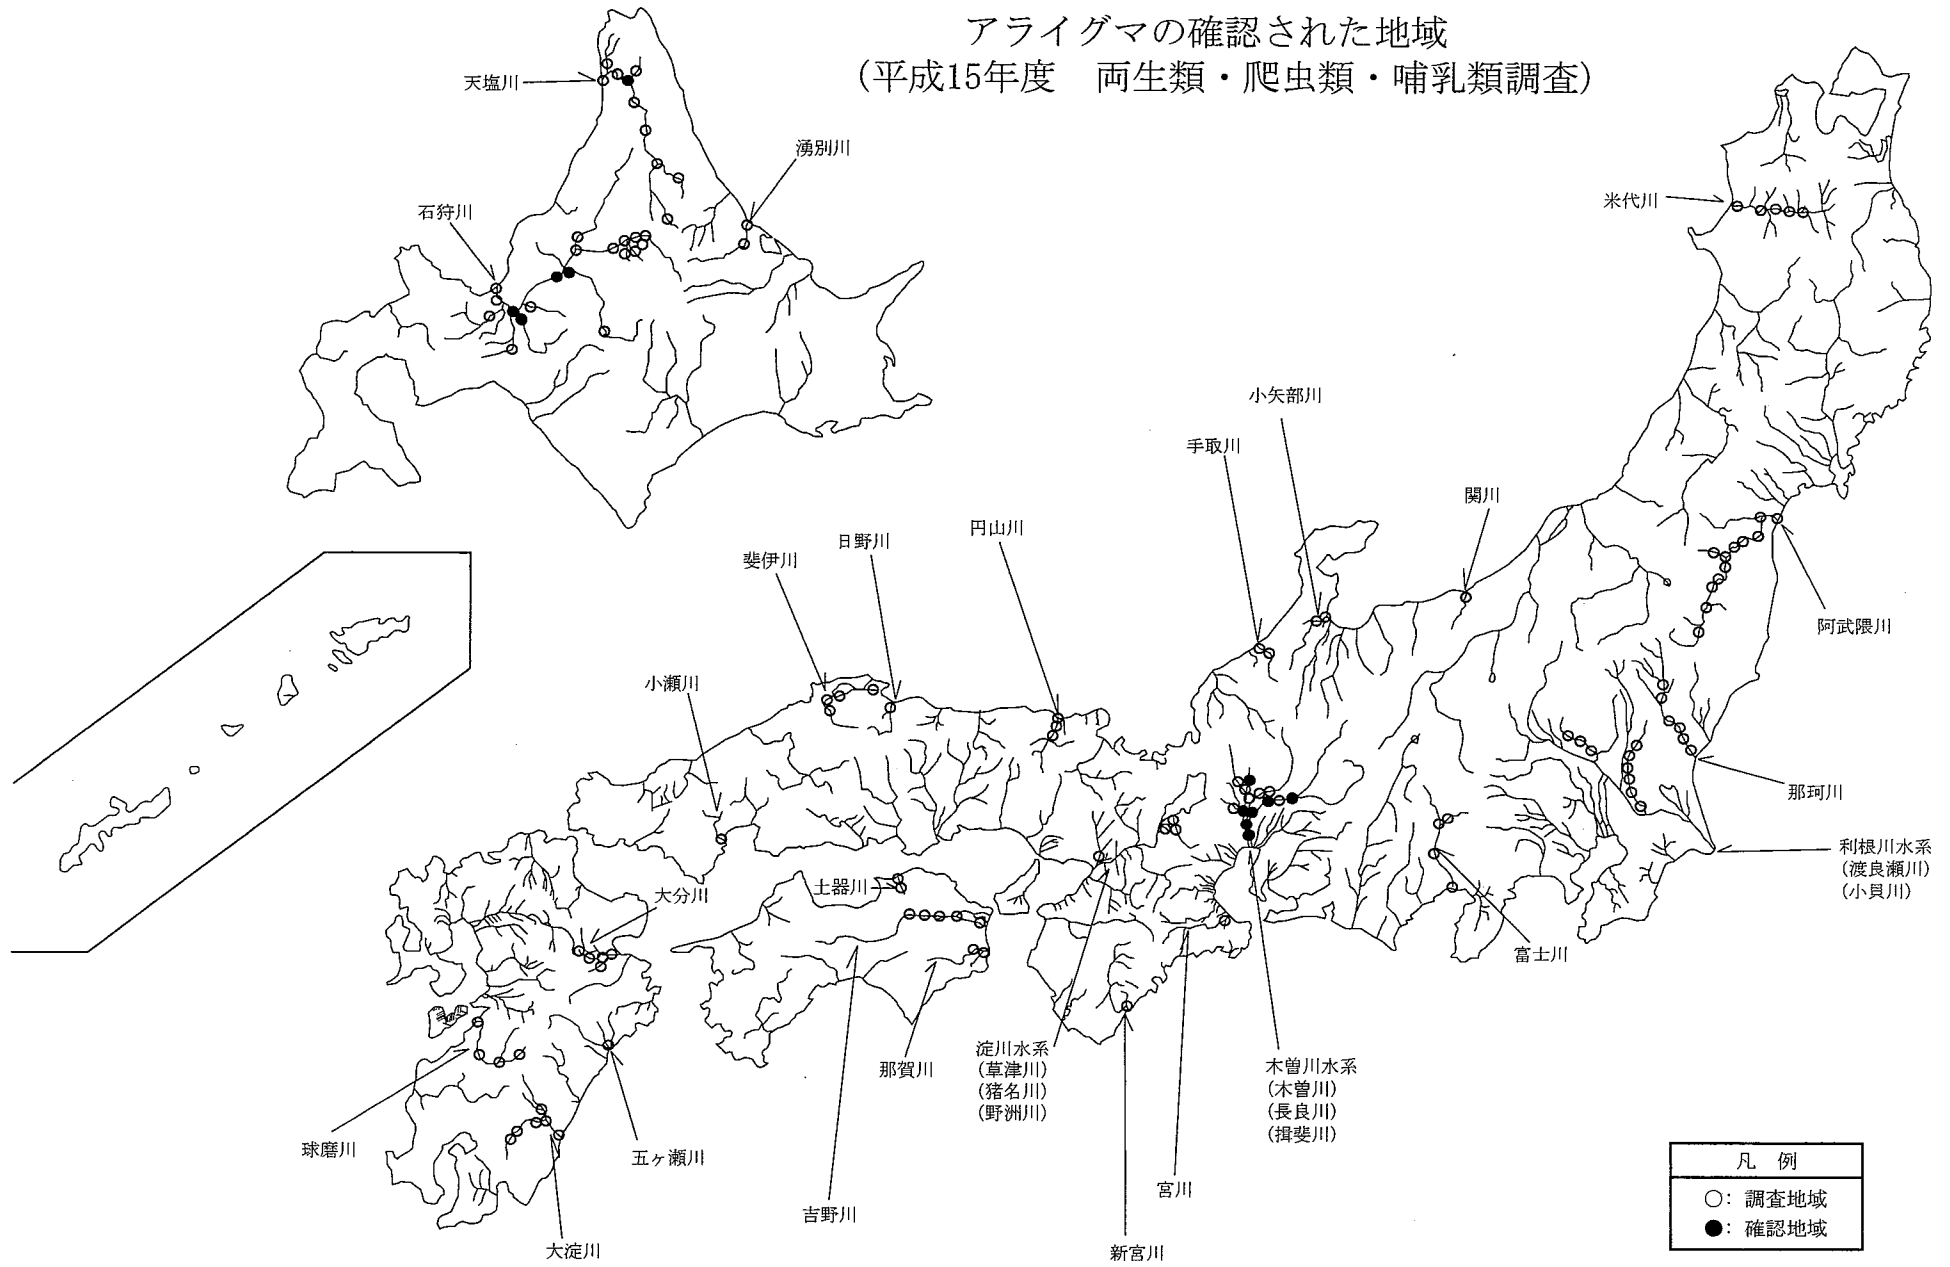 アライグマの確認された地域
(平成15年度　両生類・爬虫類・哺乳類調査)
天塩川
湧別川
石狩川
米代川
小矢部川
手取川
関川
円山川
日野川
斐伊川
阿武隈川
小瀬川
那珂川
利根川水系
(渡良瀬川)
(小貝川)
土器川
大分川
富士川
那賀川
淀川水系
(草津川)
(猪名川)
(野洲川)
木曽川水系
(木曽川)
(長良川)
(揖斐川)
球磨川
五ヶ瀬川
宮川
吉野川
大淀川
新宮川
凡　例
○: 調査地域
●: 確認地域